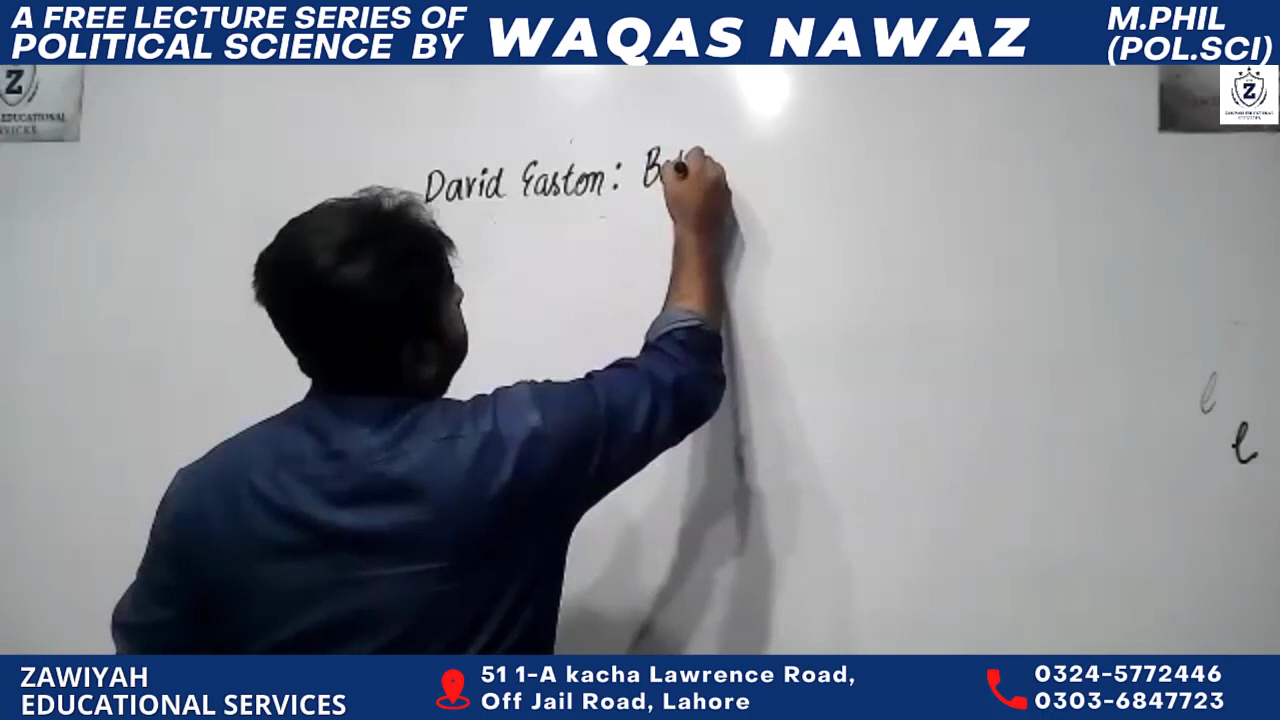 A FREE LECTURE SERIES OF
POLITICAL SCIENCE BY
WAQAS NAWAZ
M.PHIL
(POL.SCI)
Z
EDUCATIONAL
Z
David Easton:
l
l
ZAWIYAH
EDUCATIONAL SERVICES
51 1-A kacha Lawrence Road,
Off Jail Road, Lahore
0324-5772446
0303-6847723